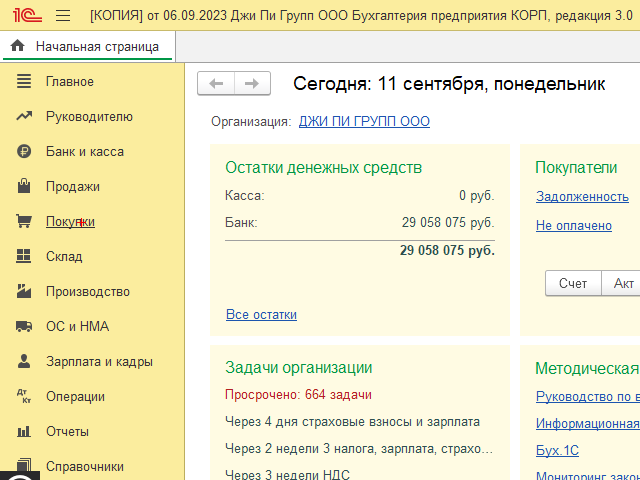 1С [КОПИЯ] от 06.09.2023 Джи Пи Групп ООО Бухгалтерия предприятия КОРП, редакция 3.0
Начальная страница
Главное
Руководителю
Банк и касса
Продажи
Покупки
Склад
Производство
ОС и НМА
Зарплата и кадры
Дт Кт Операции
Отчеты
Справочники
Сегодня: 11 сентября, понедельник
Организация: ДЖИ ПИ ГРУПП ООО
Остатки денежных средств
Касса: 0 руб.
Банк: 29 058 075 руб.
29 058 075 руб.
Все остатки
Покупатели
Задолженность
Не оплачено
Счет Акт
Задачи организации
Просрочено: 664 задачи
Через 4 дня страховые взносы и зарплата
Через 2 недели 3 налога, зарплата, страхо...
Через 3 недели НДС
Методическая
Руководство по в
Информационная
Бух.1С
Мониторинг закон